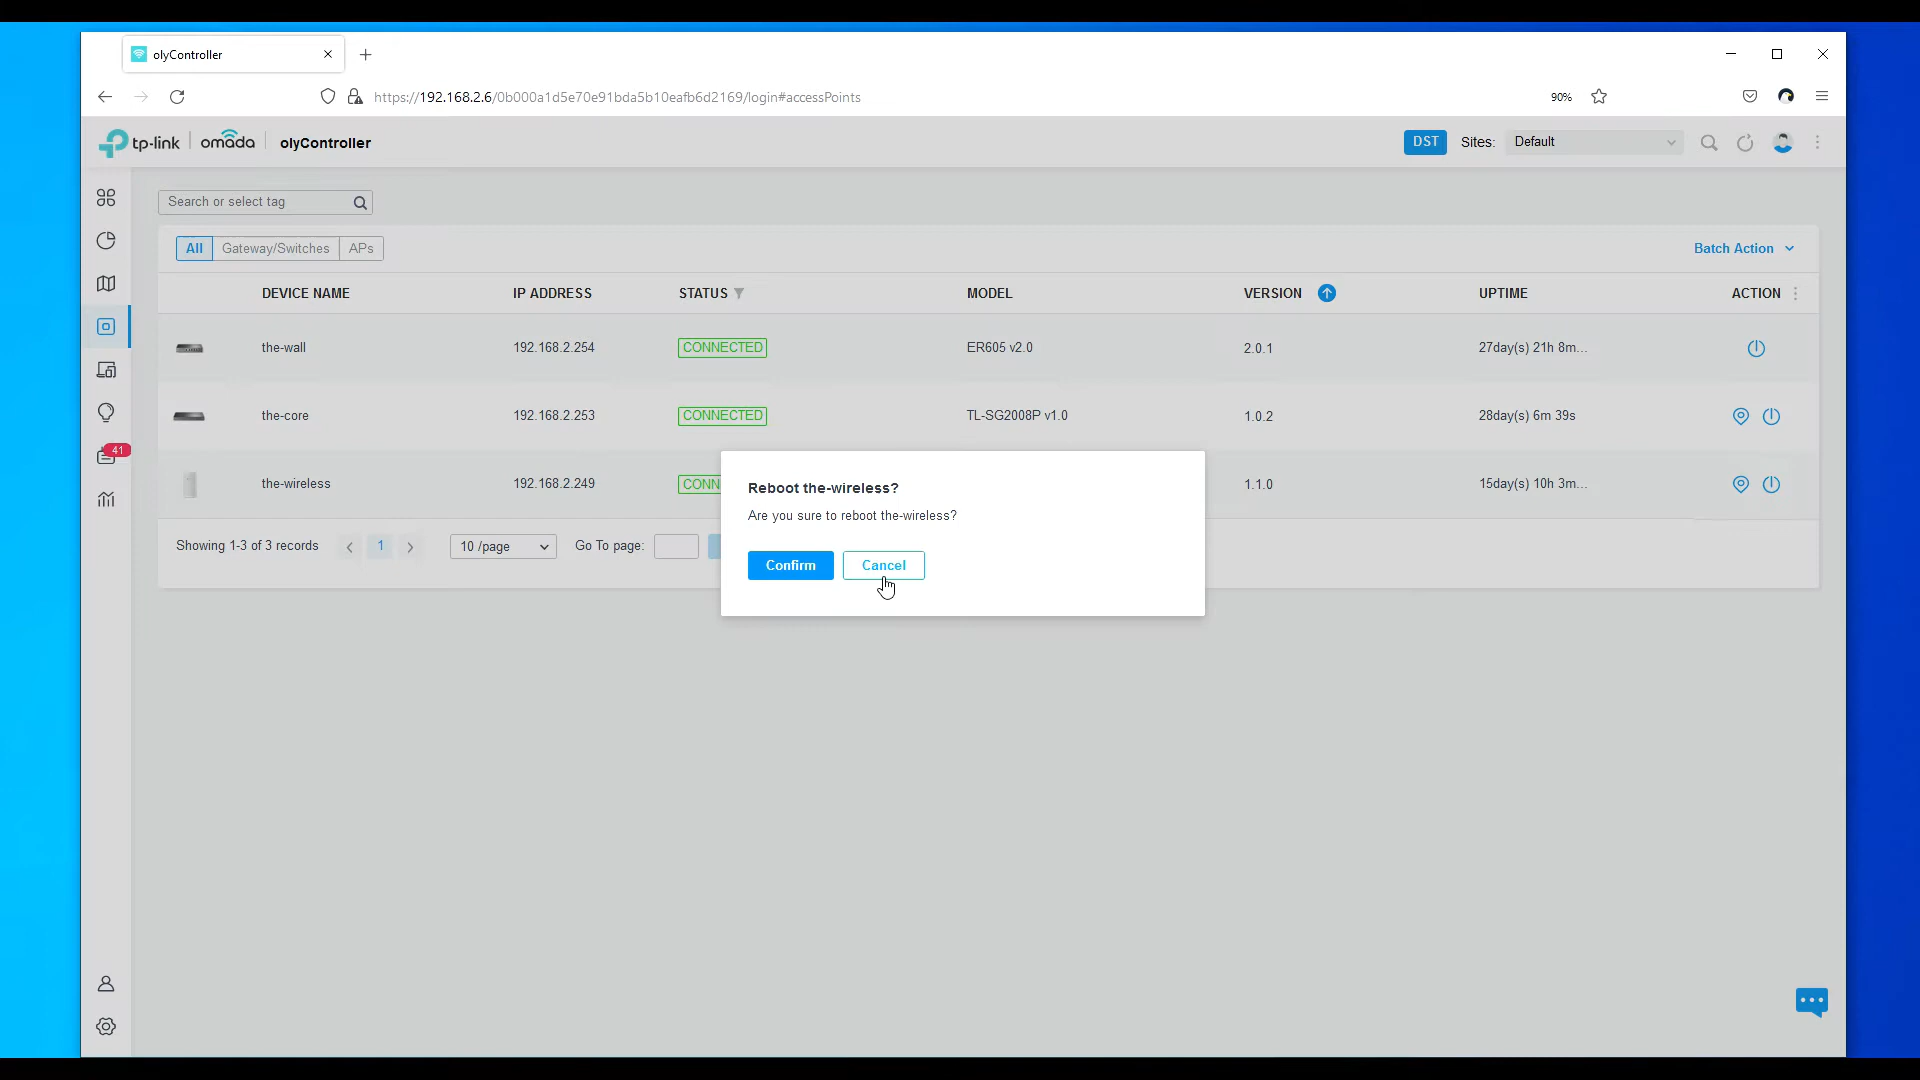 olyController
https://192.168.2.6/0b000a1d5e70e91bda5b10eafb6d2169/login#accessPoints
90%
tp-link omada olyController
DST Sites: Default
Search or select tag
All Gateway/Switches APs
Batch Action
DEVICE NAME IP ADDRESS STATUS MODEL VERSION UPTIME ACTION
the-wall 192.168.2.254 CONNECTED ER605 v2.0 2.0.1 27day(s) 21h 8m...
the-core 192.168.2.253 CONNECTED TL-SG2008P v1.0 1.0.2 28day(s) 6m 39s
41
the-wireless 192.168.2.249 CONN 1.1.0 15day(s) 10h 3m...
Reboot the-wireless?
Are you sure to reboot the-wireless?
Confirm Cancel
Showing 1-3 of 3 records 1 10 /page Go To page: